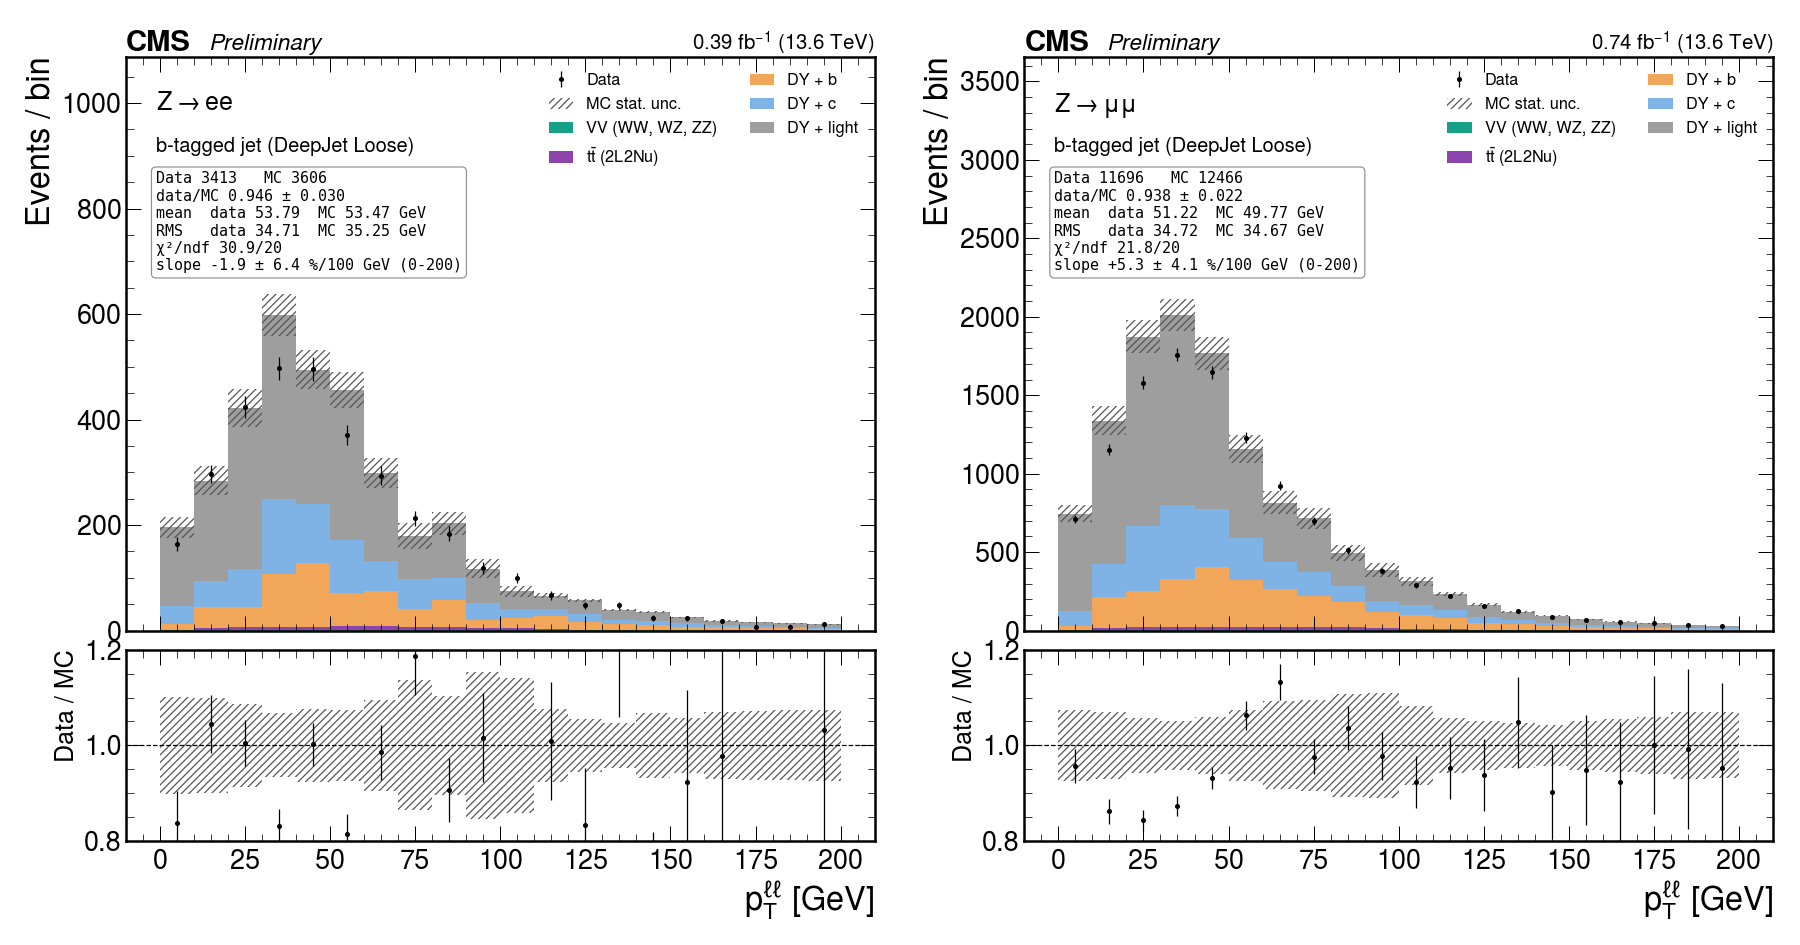 CMS Preliminary 0.39 fb⁻¹ (13.6 TeV)
Events / bin
1000
800
600
400
200
0
Z → ee
b-tagged jet (DeepJet Loose)
Data
MC stat. unc.
VV (WW, WZ, ZZ)
tt̄ (2L2Nu)
DY + b
DY + c
DY + light
Data 3413 MC 3606
data/MC 0.946 ± 0.030
mean data 53.79 MC 53.47 GeV
RMS data 34.71 MC 35.25 GeV
χ²/ndf 30.9/20
slope -1.9 ± 6.4 %/100 GeV (0-200)
Data / MC
1.2
1.0
0.8
0 25 50 75 100 125 150 175 200
p_T^ℓℓ [GeV]
CMS Preliminary 0.74 fb⁻¹ (13.6 TeV)
Events / bin
3500
3000
2500
2000
1500
1000
500
0
Z → μμ
b-tagged jet (DeepJet Loose)
Data
MC stat. unc.
VV (WW, WZ, ZZ)
tt̄ (2L2Nu)
DY + b
DY + c
DY + light
Data 11696 MC 12466
data/MC 0.938 ± 0.022
mean data 51.22 MC 49.77 GeV
RMS data 34.72 MC 34.67 GeV
χ²/ndf 21.8/20
slope +5.3 ± 4.1 %/100 GeV (0-200)
Data / MC
1.2
1.0
0.8
0 25 50 75 100 125 150 175 200
p_T^ℓℓ [GeV]